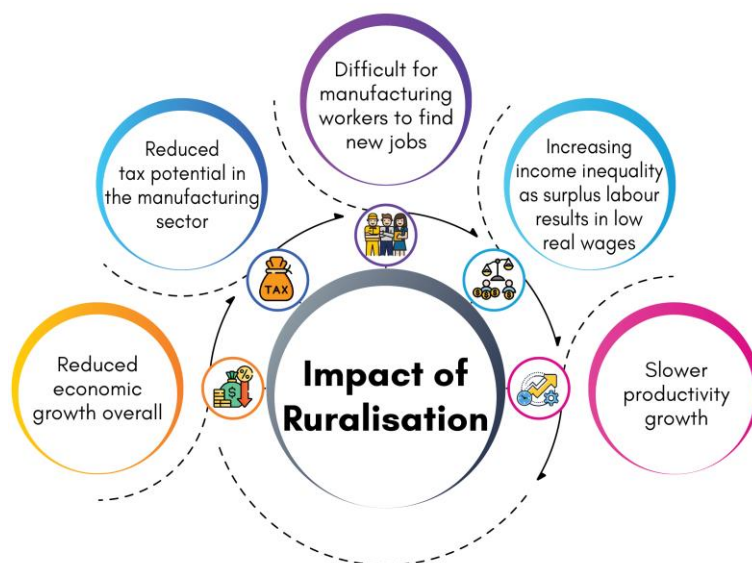 Reduced
economic
growth overall
Reduced
tax potential in
the manufacturing
sector
TAX
Difficult for
manufacturing
workers to find
new jobs
Increasing
income inequality
as surplus labour
results in low
real wages
Slower
productivity
growth
Impact of
Ruralisation
%